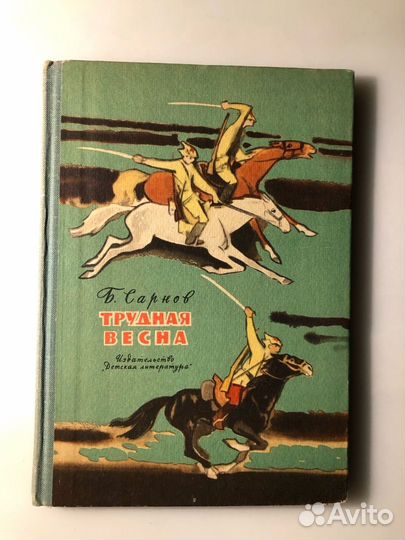 Б. Сарнов
ТРУДНАЯ
ВЕСНА
Издательство
„Детская литература"
Avito